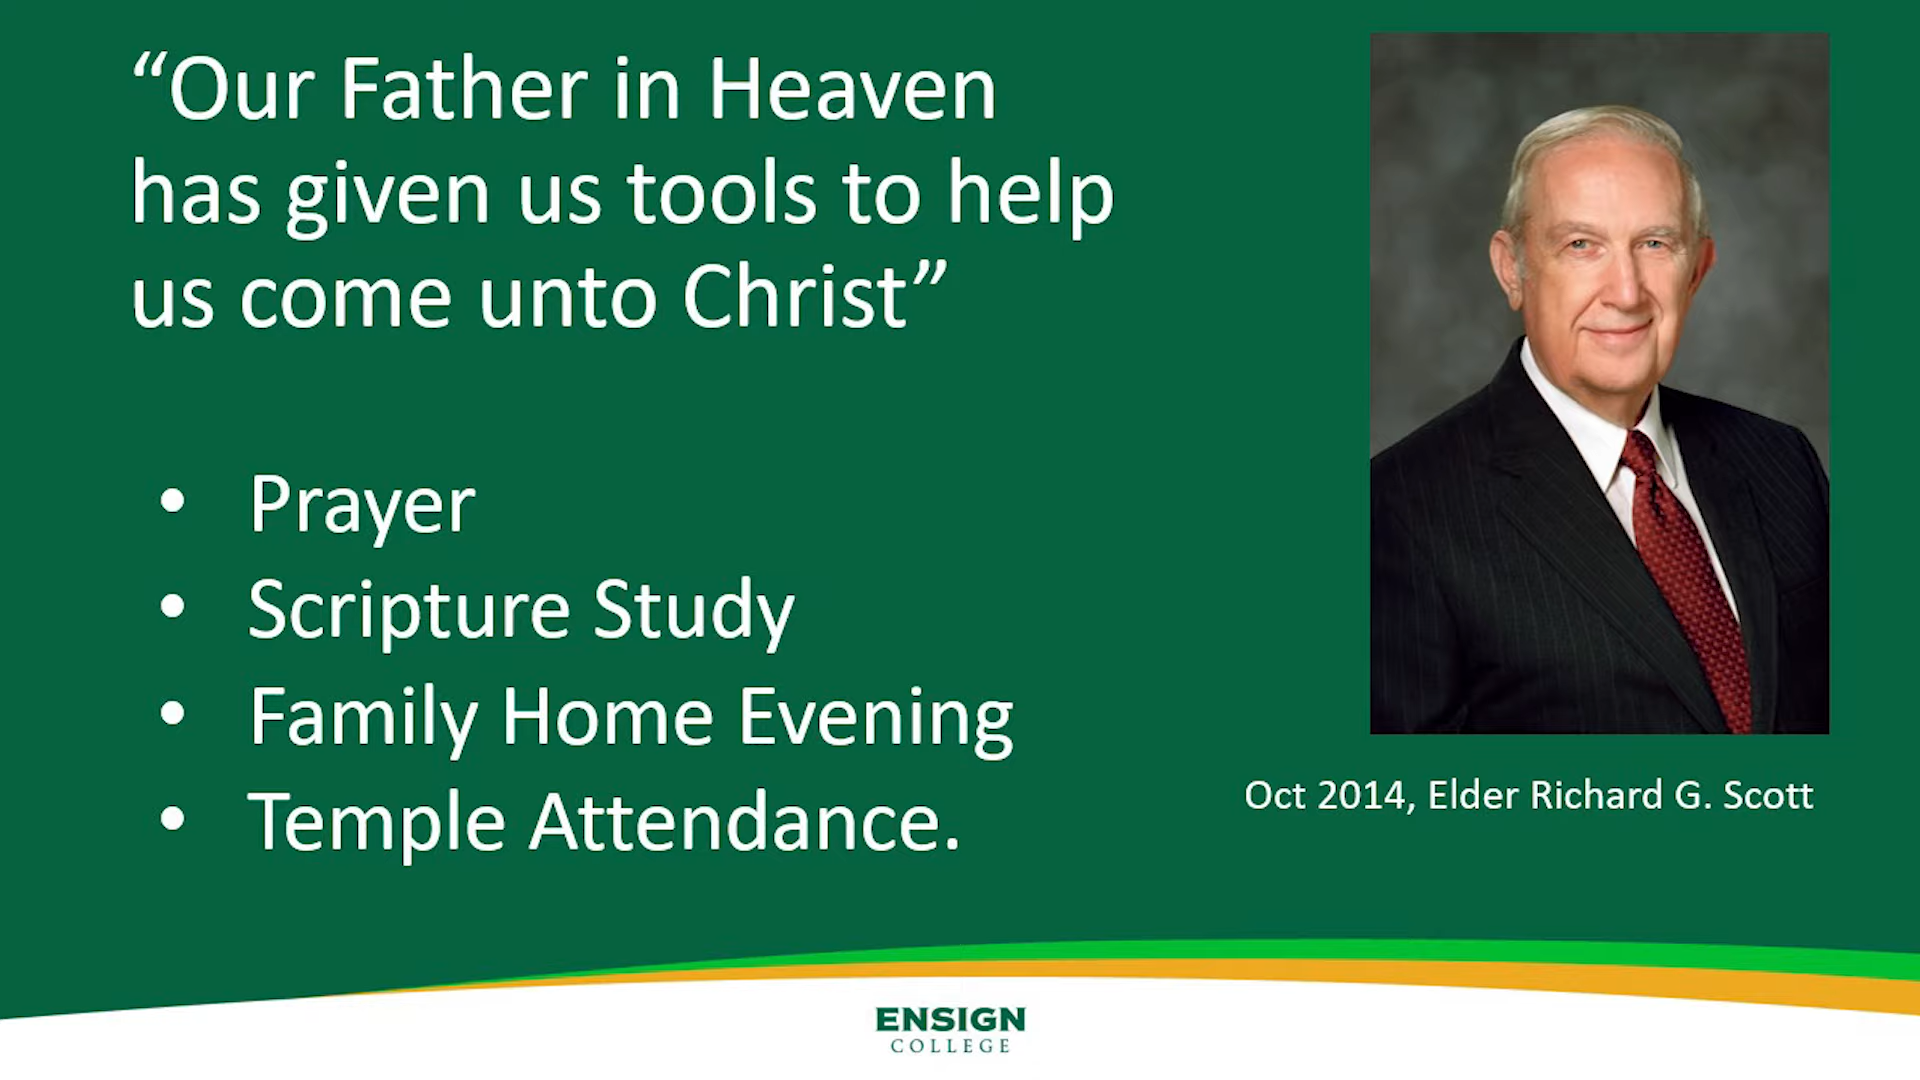 “Our Father in Heaven
has given us tools to help
us come unto Christ”
• Prayer
• Scripture Study
• Family Home Evening
• Temple Attendance.
Oct 2014, Elder Richard G. Scott
ENSIGN
COLLEGE